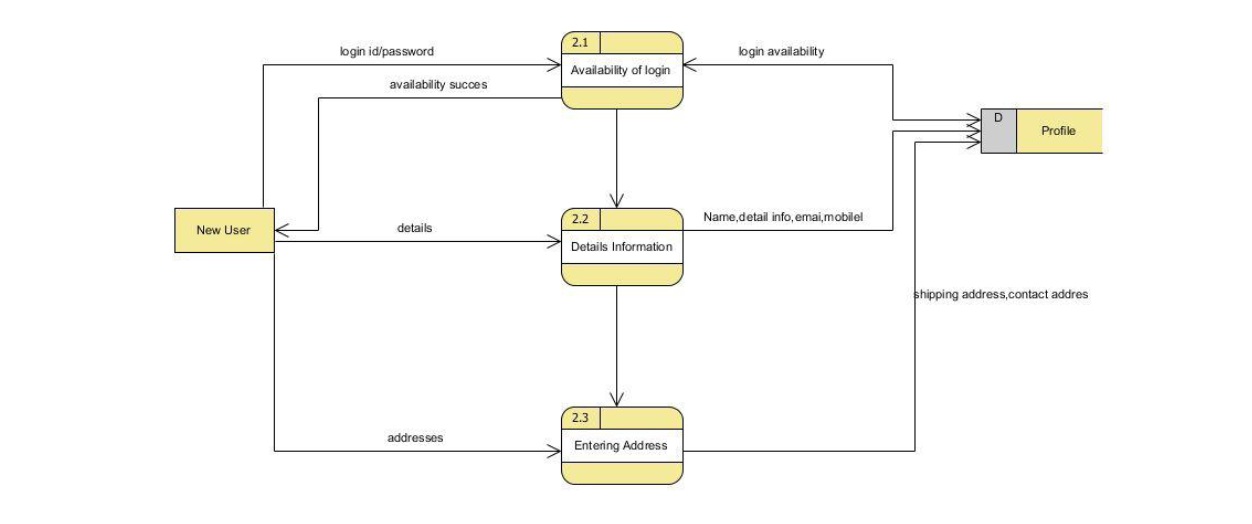 login id/password
2.1
login availability
Availability of login
availability succes
D
Profile
2.2
Name,detail info,emai,mobilel
New User
details
Details Information
shipping address,contact addres
2.3
addresses
Entering Address